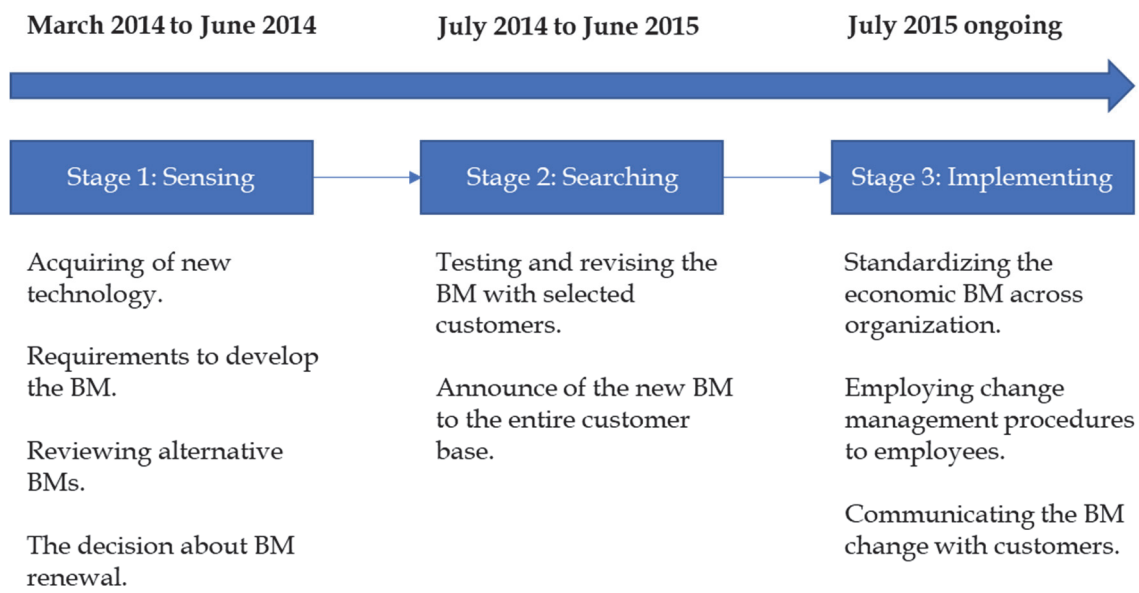 March 2014 to June 2014
July 2014 to June 2015
July 2015 ongoing
Stage 1: Sensing
Stage 2: Searching
Stage 3: Implementing
Acquiring of new
technology.
Requirements to develop
the BM.
Reviewing alternative
BMs.
The decision about BM
renewal.
Testing and revising the
BM with selected
customers.
Announce of the new BM
to the entire customer
base.
Standardizing the
economic BM across
organization.
Employing change
management procedures
to employees.
Communicating the BM
change with customers.